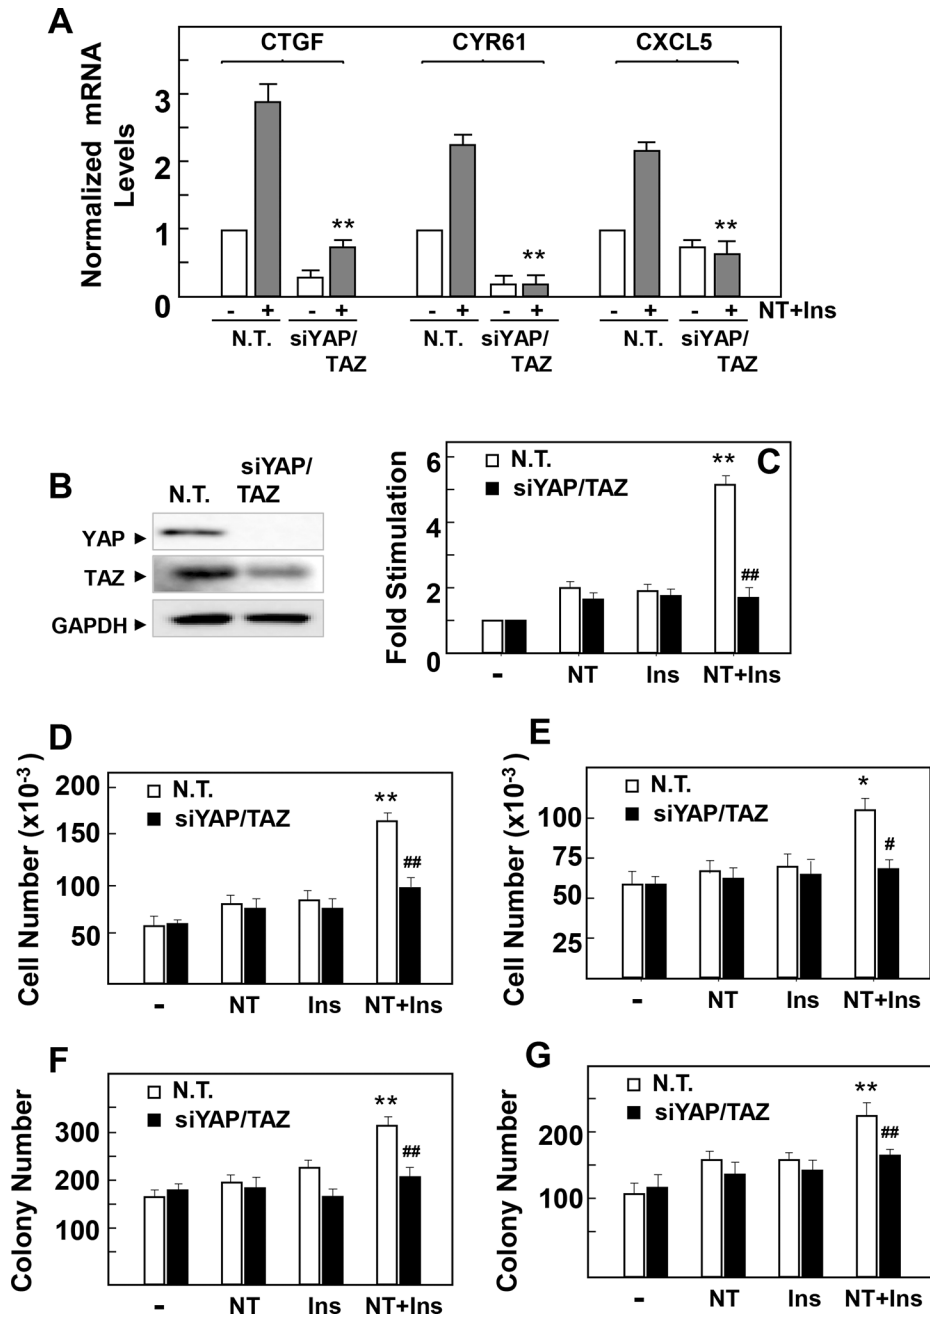 A
CTGF CYR61 CXCL5
Normalized mRNA
Levels
3
2
1
0
** ** **
- + - + - + - + - + - + NT+Ins
N.T. siYAP/ N.T. siYAP/ N.T. siYAP/
TAZ TAZ TAZ
B
siYAP/
N.T. TAZ
YAP
TAZ
GAPDH
C
N.T.
siYAP/TAZ
Fold Stimulation
6
4
2
0
**
##
- NT Ins NT+Ins
D
N.T.
siYAP/TAZ
Cell Number (x10-3 )
200
150
100
50
**
##
- NT Ins NT+Ins
E
N.T.
siYAP/TAZ
Cell Number (x10-3)
100
75
50
25
*
#
- NT Ins NT+Ins
F
N.T.
siYAP/TAZ
Colony Number
300
200
100
**
##
- NT Ins NT+Ins
G
N.T.
siYAP/TAZ
Colony Number
200
100
**
##
- NT Ins NT+Ins